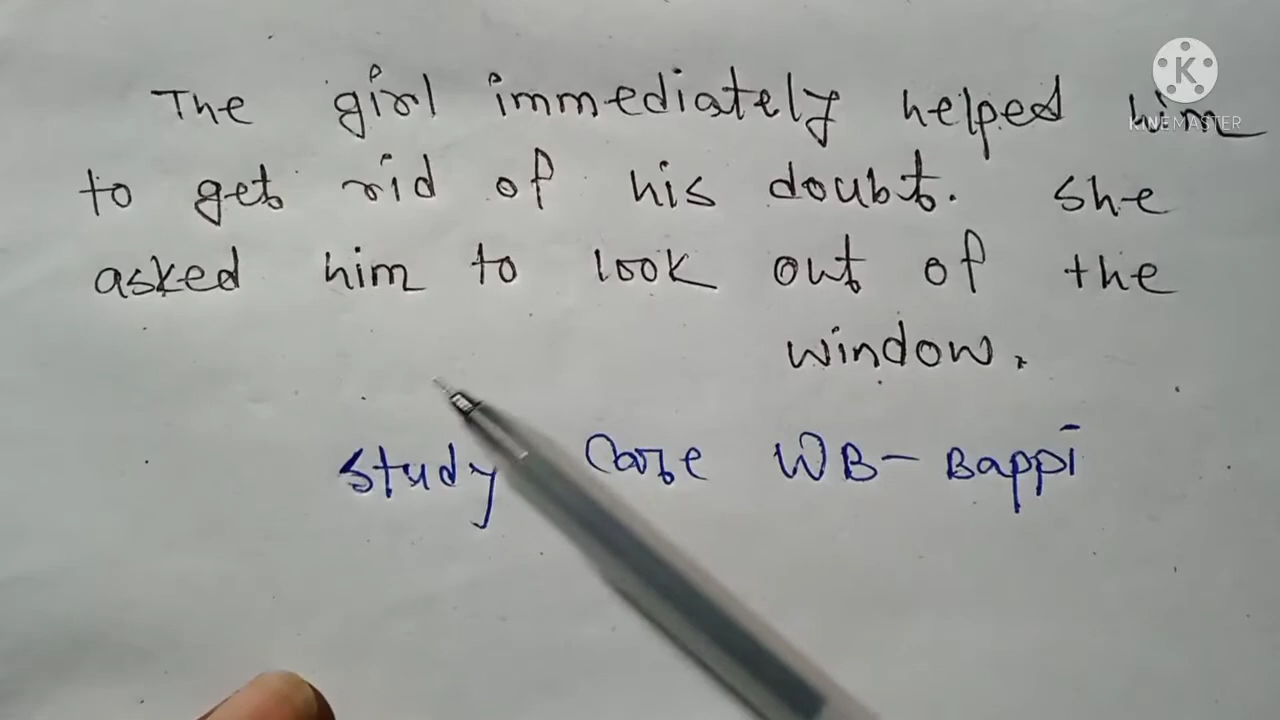 The girl immediately helped him
to get rid of his doubt. She
asked him to look out of the
window.
Study Care WB - Bappi
K
KINEMASTER